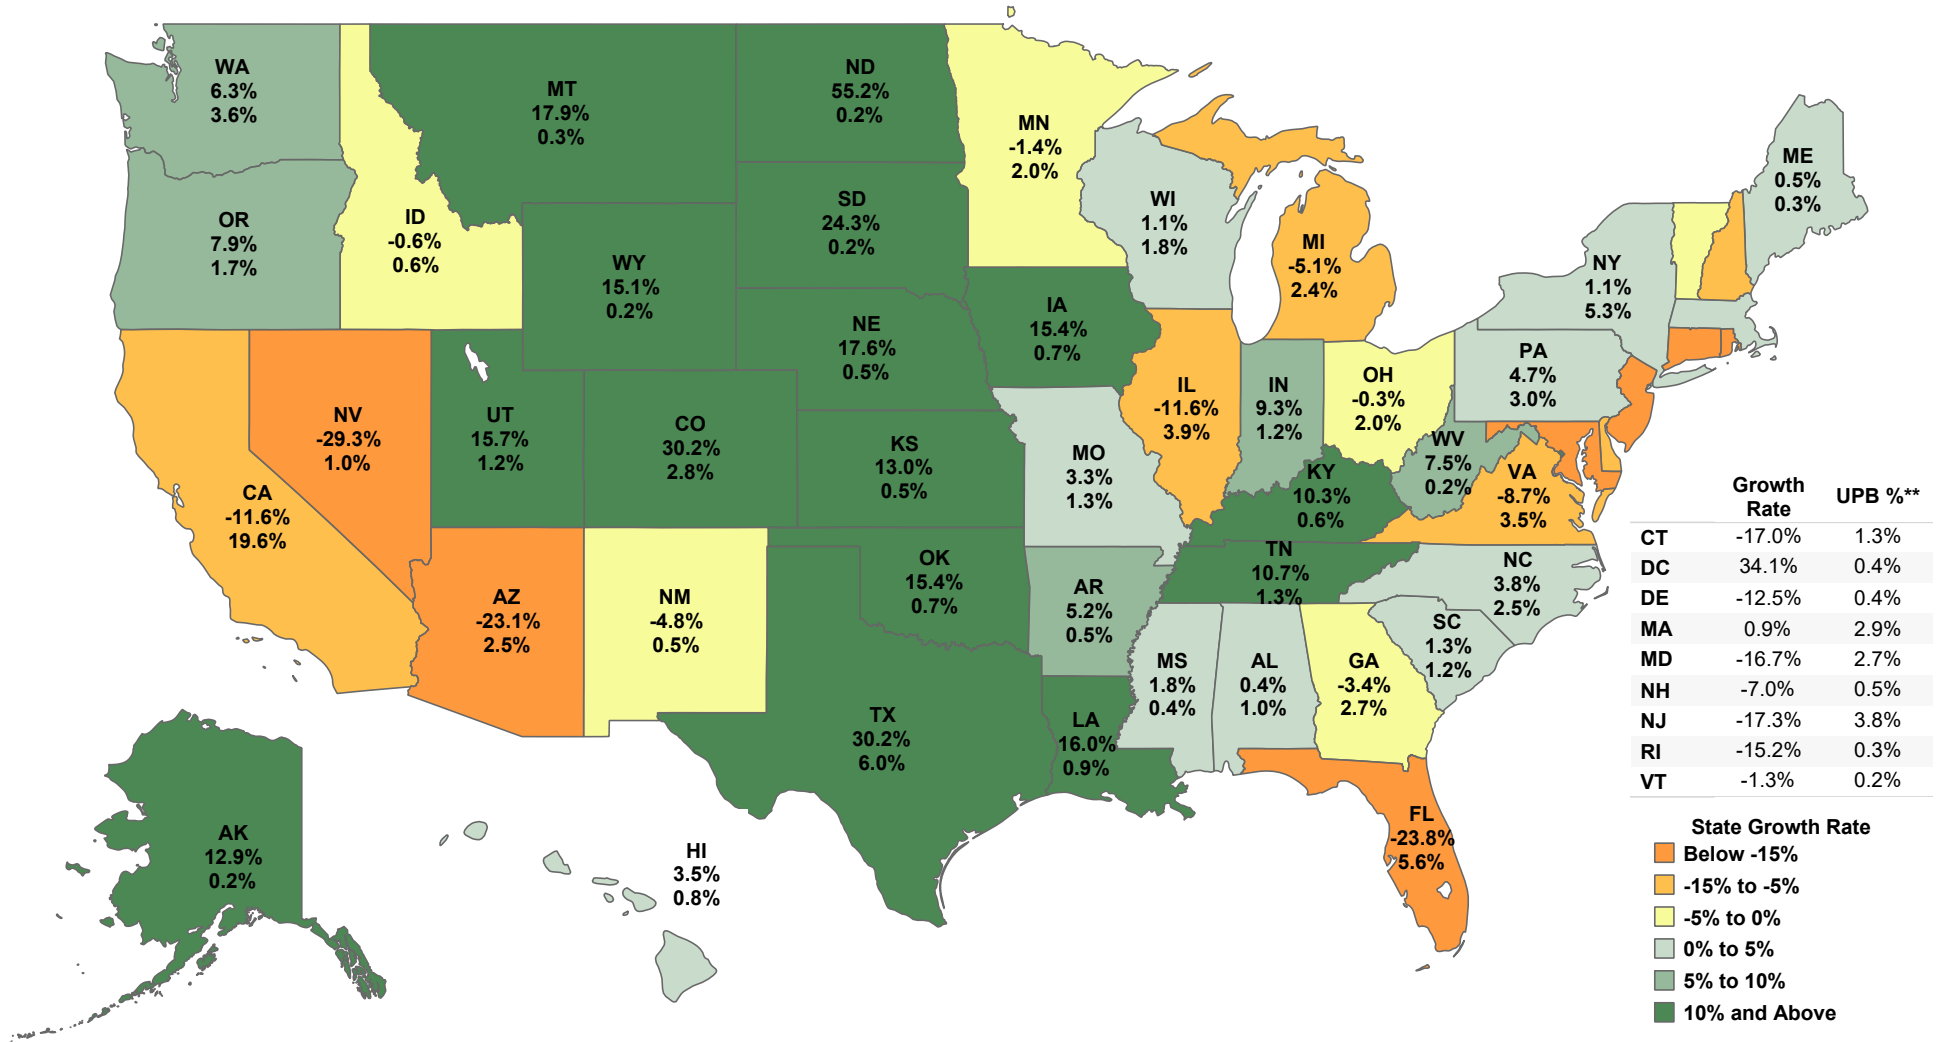 WA
6.3%
3.6%
OR
7.9%
1.7%
ID
-0.6%
0.6%
MT
17.9%
0.3%
ND
55.2%
0.2%
MN
-1.4%
2.0%
SD
24.3%
0.2%
WY
15.1%
0.2%
WI
1.1%
1.8%
MI
-5.1%
2.4%
ME
0.5%
0.3%
NY
1.1%
5.3%
PA
4.7%
3.0%
NE
17.6%
0.5%
IA
15.4%
0.7%
NV
-29.3%
1.0%
UT
15.7%
1.2%
CO
30.2%
2.8%
KS
13.0%
0.5%
MO
3.3%
1.3%
IL
-11.6%
3.9%
IN
9.3%
1.2%
OH
-0.3%
2.0%
WV
7.5%
0.2%
VA
-8.7%
3.5%
KY
10.3%
0.6%
CA
-11.6%
19.6%
AZ
-23.1%
2.5%
NM
-4.8%
0.5%
OK
15.4%
0.7%
AR
5.2%
0.5%
TN
10.7%
1.3%
NC
3.8%
2.5%
SC
1.3%
1.2%
MS
1.8%
0.4%
AL
0.4%
1.0%
GA
-3.4%
2.7%
TX
30.2%
6.0%
LA
16.0%
0.9%
FL
-23.8%
5.6%
AK
12.9%
0.2%
HI
3.5%
0.8%
Growth
Rate UPB %**
CT -17.0% 1.3%
DC 34.1% 0.4%
DE -12.5% 0.4%
MA 0.9% 2.9%
MD -16.7% 2.7%
NH -7.0% 0.5%
NJ -17.3% 3.8%
RI -15.2% 0.3%
VT -1.3% 0.2%
State Growth Rate
Below -15%
-15% to -5%
-5% to 0%
0% to 5%
5% to 10%
10% and Above